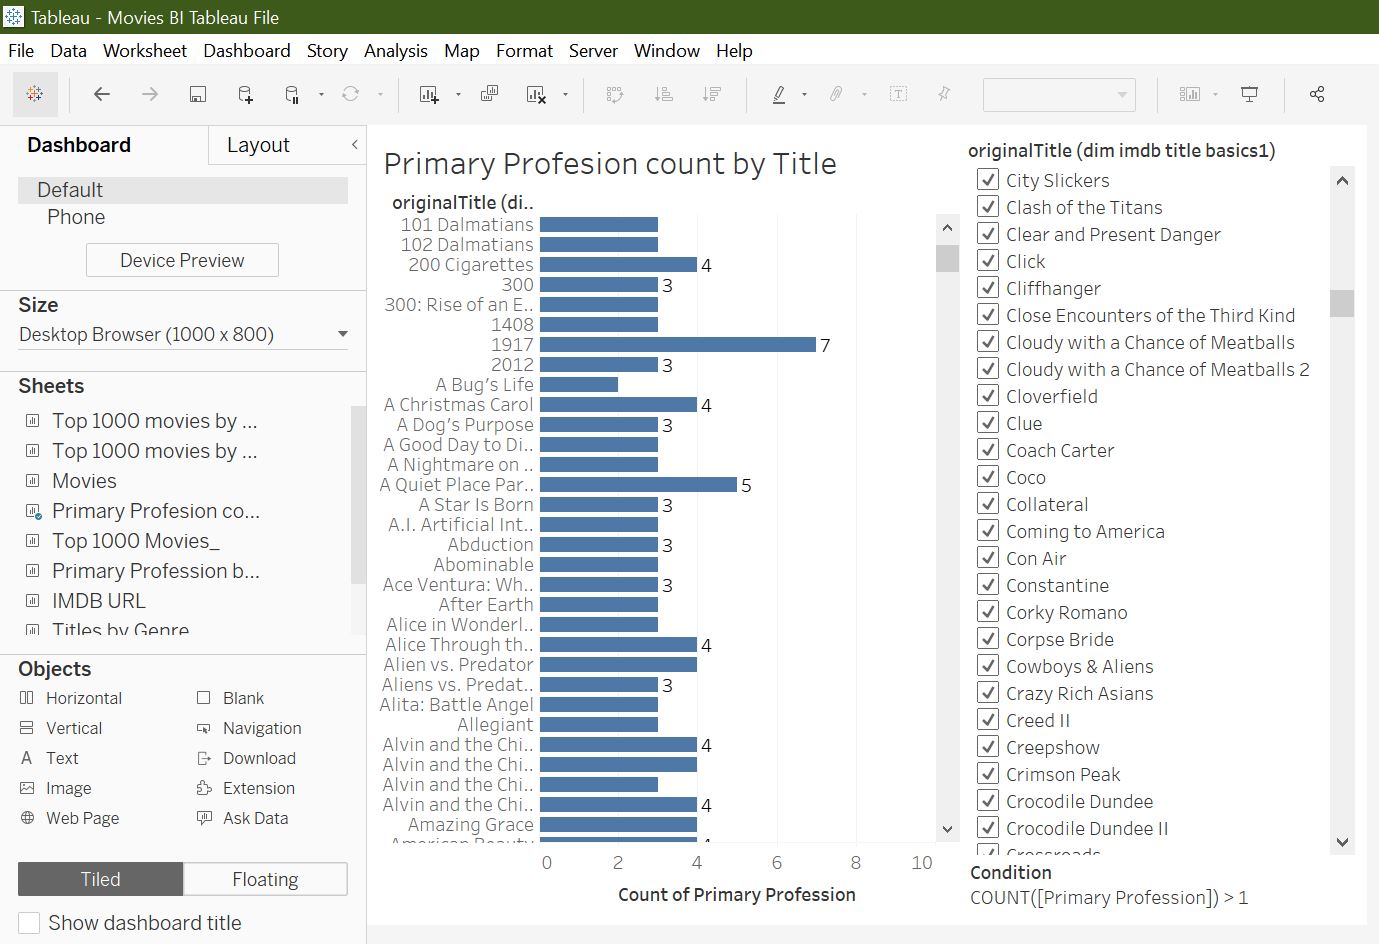 Tableau - Movies BI Tableau File
File Data Worksheet Dashboard Story Analysis Map Format Server Window Help
Dashboard Layout
Default
Phone
Device Preview
Size
Desktop Browser (1000 x 800)
Sheets
Top 1000 movies by ...
Top 1000 movies by ...
Movies
Primary Profesion co...
Top 1000 Movies_
Primary Profession b...
IMDB URL
Titles by Genre
Objects
Horizontal Blank
Vertical Navigation
A Text Download
Image Extension
Web Page Ask Data
Tiled Floating
Show dashboard title
Primary Profesion count by Title
originalTitle (di..
101 Dalmatians
102 Dalmatians
200 Cigarettes 4
300 3
300: Rise of an E..
1408
1917 7
2012 3
A Bug's Life
A Christmas Carol 4
A Dog's Purpose 3
A Good Day to Di..
A Nightmare on ..
A Quiet Place Par.. 5
A Star Is Born 3
A.I. Artificial Int..
Abduction 3
Abominable
Ace Ventura: Wh.. 3
After Earth
Alice in Wonderl..
Alice Through th.. 4
Alien vs. Predator
Aliens vs. Predat.. 3
Alita: Battle Angel
Allegiant
Alvin and the Chi.. 4
Alvin and the Chi..
Alvin and the Chi..
Alvin and the Chi.. 4
Amazing Grace
American Beauty 4
0 2 4 6 8 10
Count of Primary Profession
originalTitle (dim imdb title basics1)
City Slickers
Clash of the Titans
Clear and Present Danger
Click
Cliffhanger
Close Encounters of the Third Kind
Cloudy with a Chance of Meatballs
Cloudy with a Chance of Meatballs 2
Cloverfield
Clue
Coach Carter
Coco
Collateral
Coming to America
Con Air
Constantine
Corky Romano
Corpse Bride
Cowboys & Aliens
Crazy Rich Asians
Creed II
Creepshow
Crimson Peak
Crocodile Dundee
Crocodile Dundee II
Crossroads
Condition
COUNT([Primary Profession]) > 1